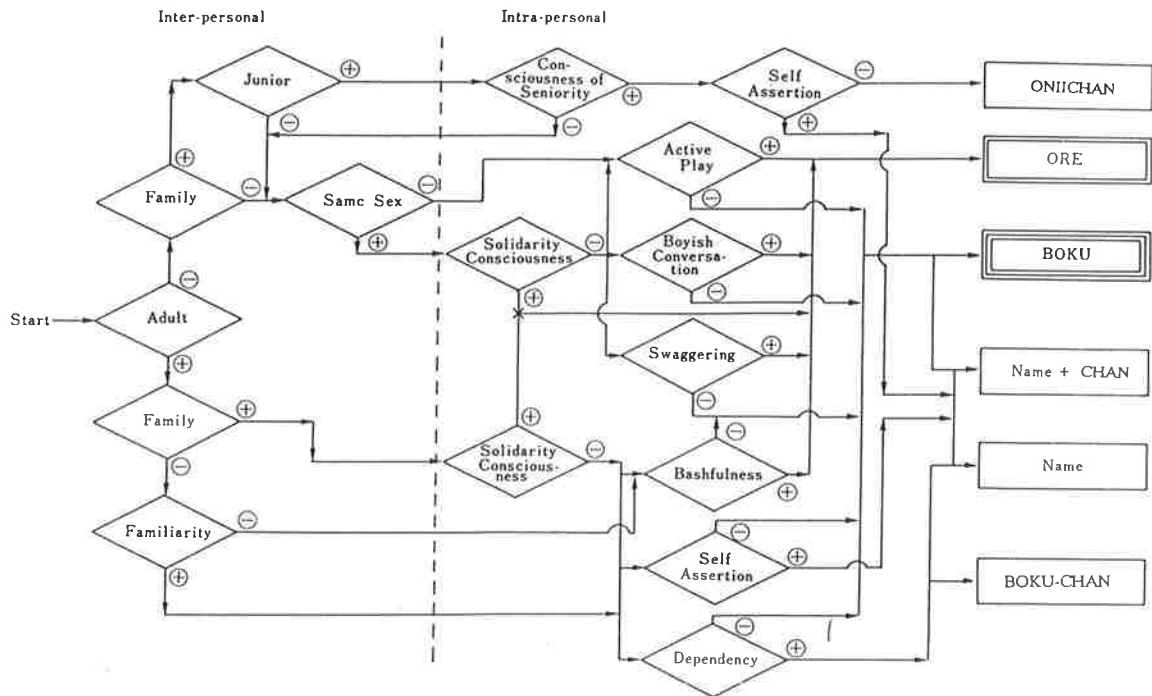 Inter-personal
Intra-personal
Junior
⊕
⊖
Con-
sciousness of
Seniority
⊕
⊖
Self
Assertion
⊖
⊕
ONIICHAN
Family
⊕
⊖
Samc Sex
⊖
⊕
Active
Play
⊕
⊖
ORE
Solidarity
Consciousness
⊖
⊕
Boyish
Conversa-
tion
⊕
⊖
BOKU
Start
Adult
⊖
⊕
Swaggering
⊕
⊖
Name + CHAN
Family
⊕
⊖
Solidarity
Conscious-
ness
⊕
⊖
Bashfulness
⊖
⊕
Name
Familiarity
⊖
⊕
Self
Assertion
⊖
⊕
BOKU-CHAN
Dependency
⊖
⊕